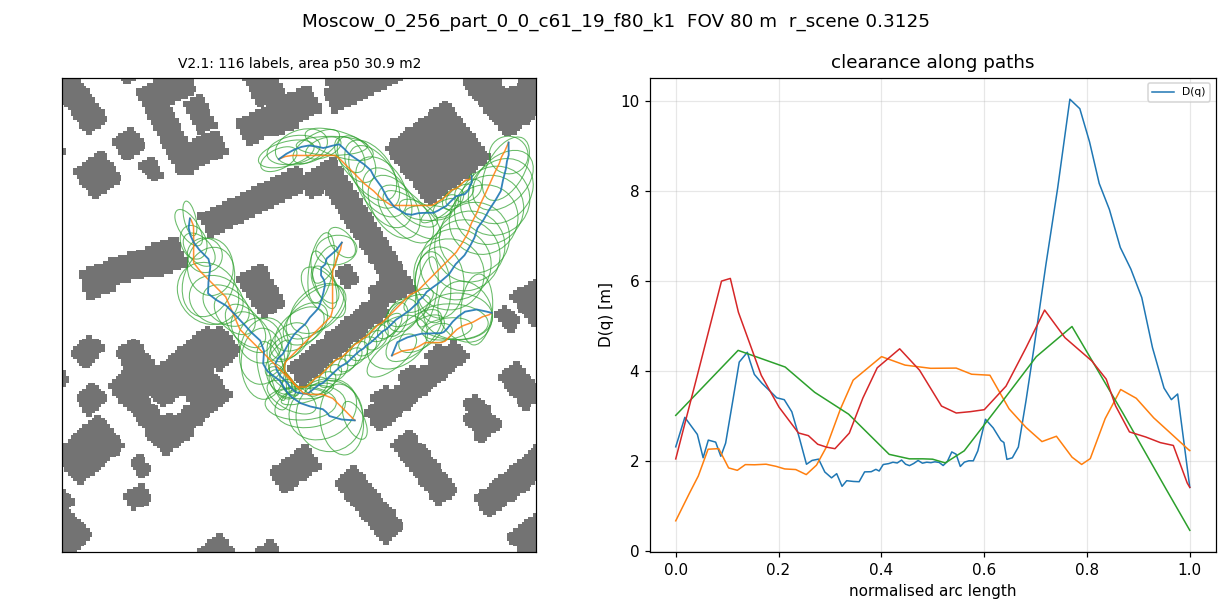 Moscow_0_256_part_0_0_c61_19_f80_k1  FOV 80 m  r_scene 0.3125
V2.1: 116 labels, area p50 30.9 m2
clearance along paths
D(q)
D(q) [m]
10
8
6
4
2
0
0.0 0.2 0.4 0.6 0.8 1.0
normalised arc length